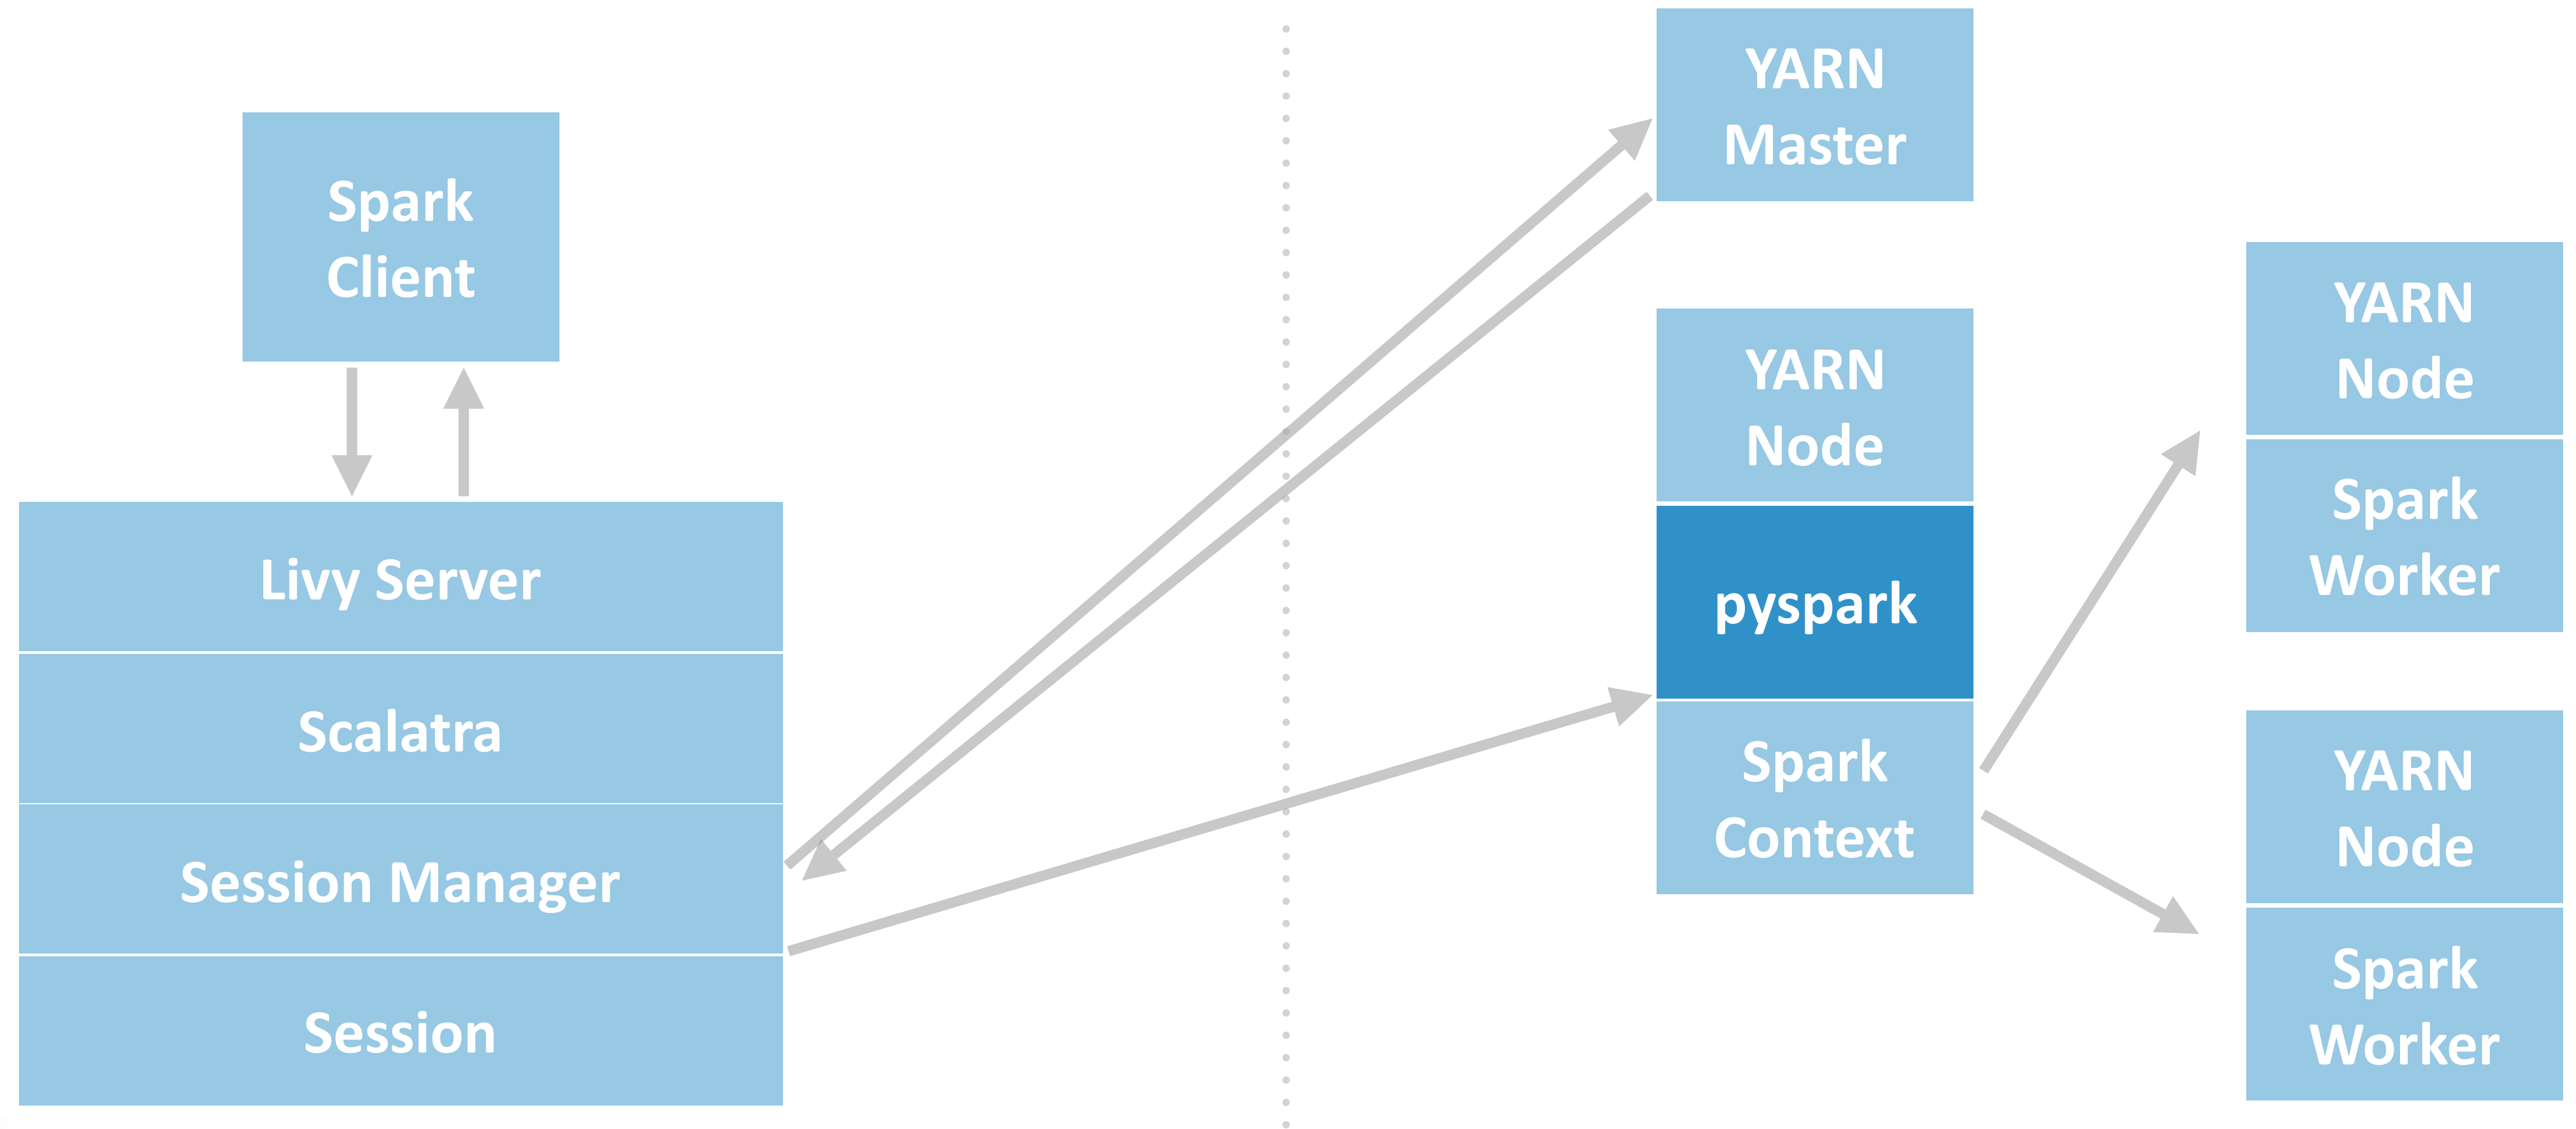 Spark
Client
Livy Server
Scalatra
Session Manager
Session
YARN
Master
YARN
Node
pyspark
Spark
Context
YARN
Node
Spark
Worker
YARN
Node
Spark
Worker